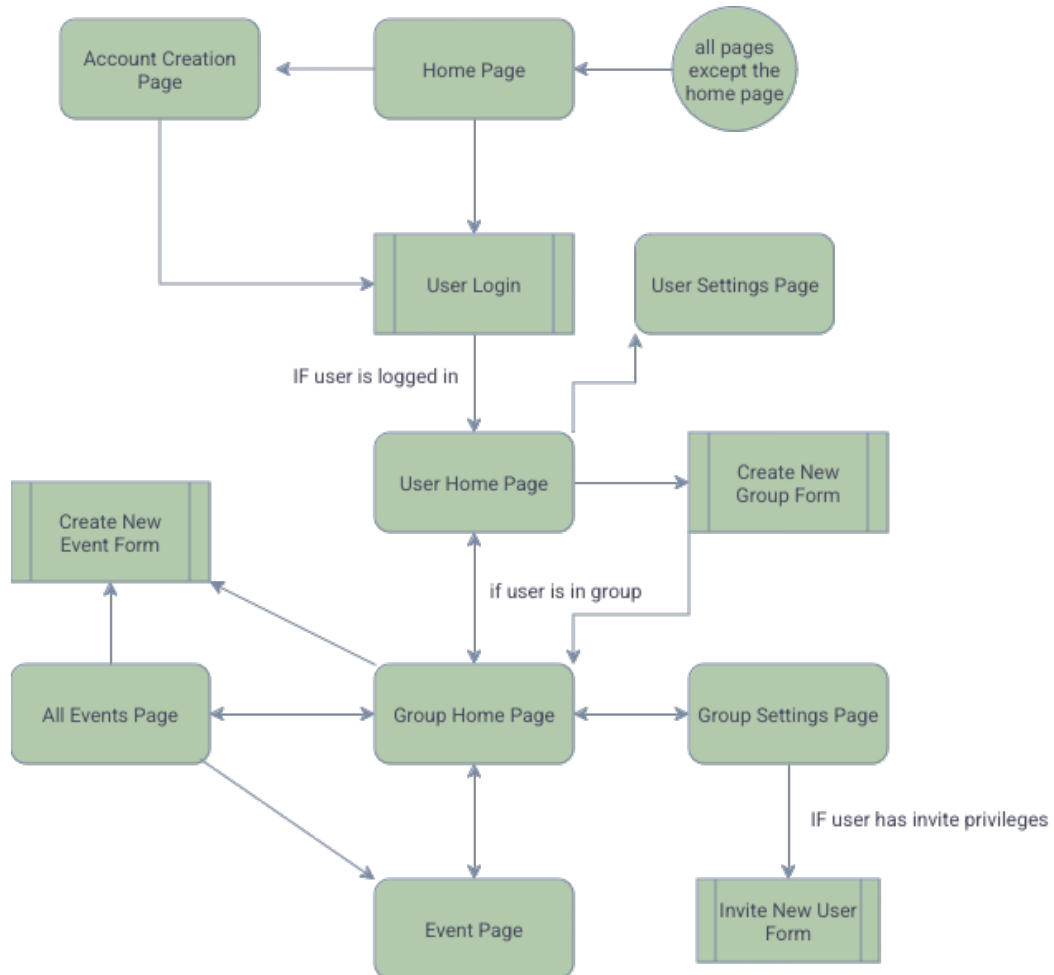 Account Creation
Page
Home Page
all pages
except the
home page
User Login
User Settings Page
IF user is logged in
User Home Page
Create New
Group Form
Create New
Event Form
if user is in group
All Events Page
Group Home Page
Group Settings Page
IF user has invite privileges
Event Page
Invite New User
Form